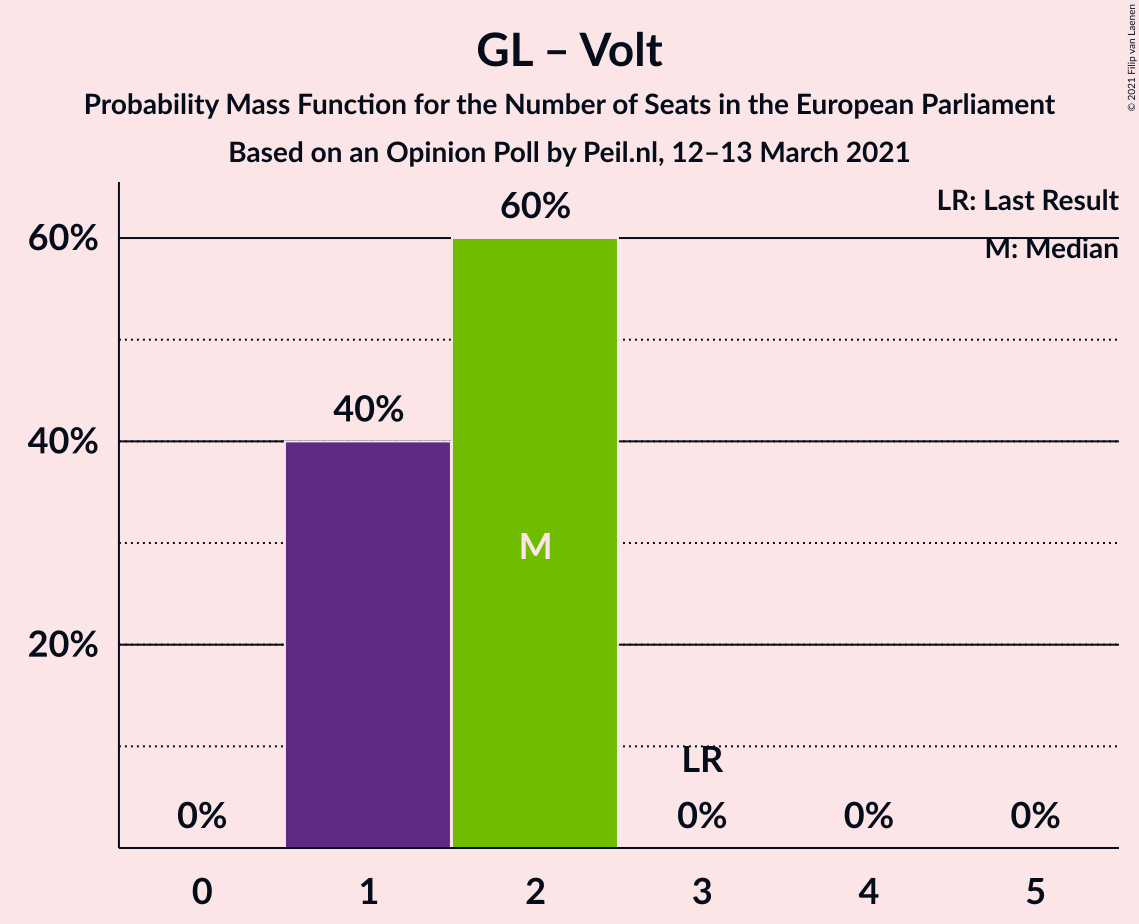 GL – Volt
Probability Mass Function for the Number of Seats in the European Parliament
Based on an Opinion Poll by Peil.nl, 12–13 March 2021
© 2021 Filip van Laenen
LR: Last Result
M: Median
60%
40%
20%
0%
40%
60%
M
LR
0%
0%
0%
0 1 2 3 4 5